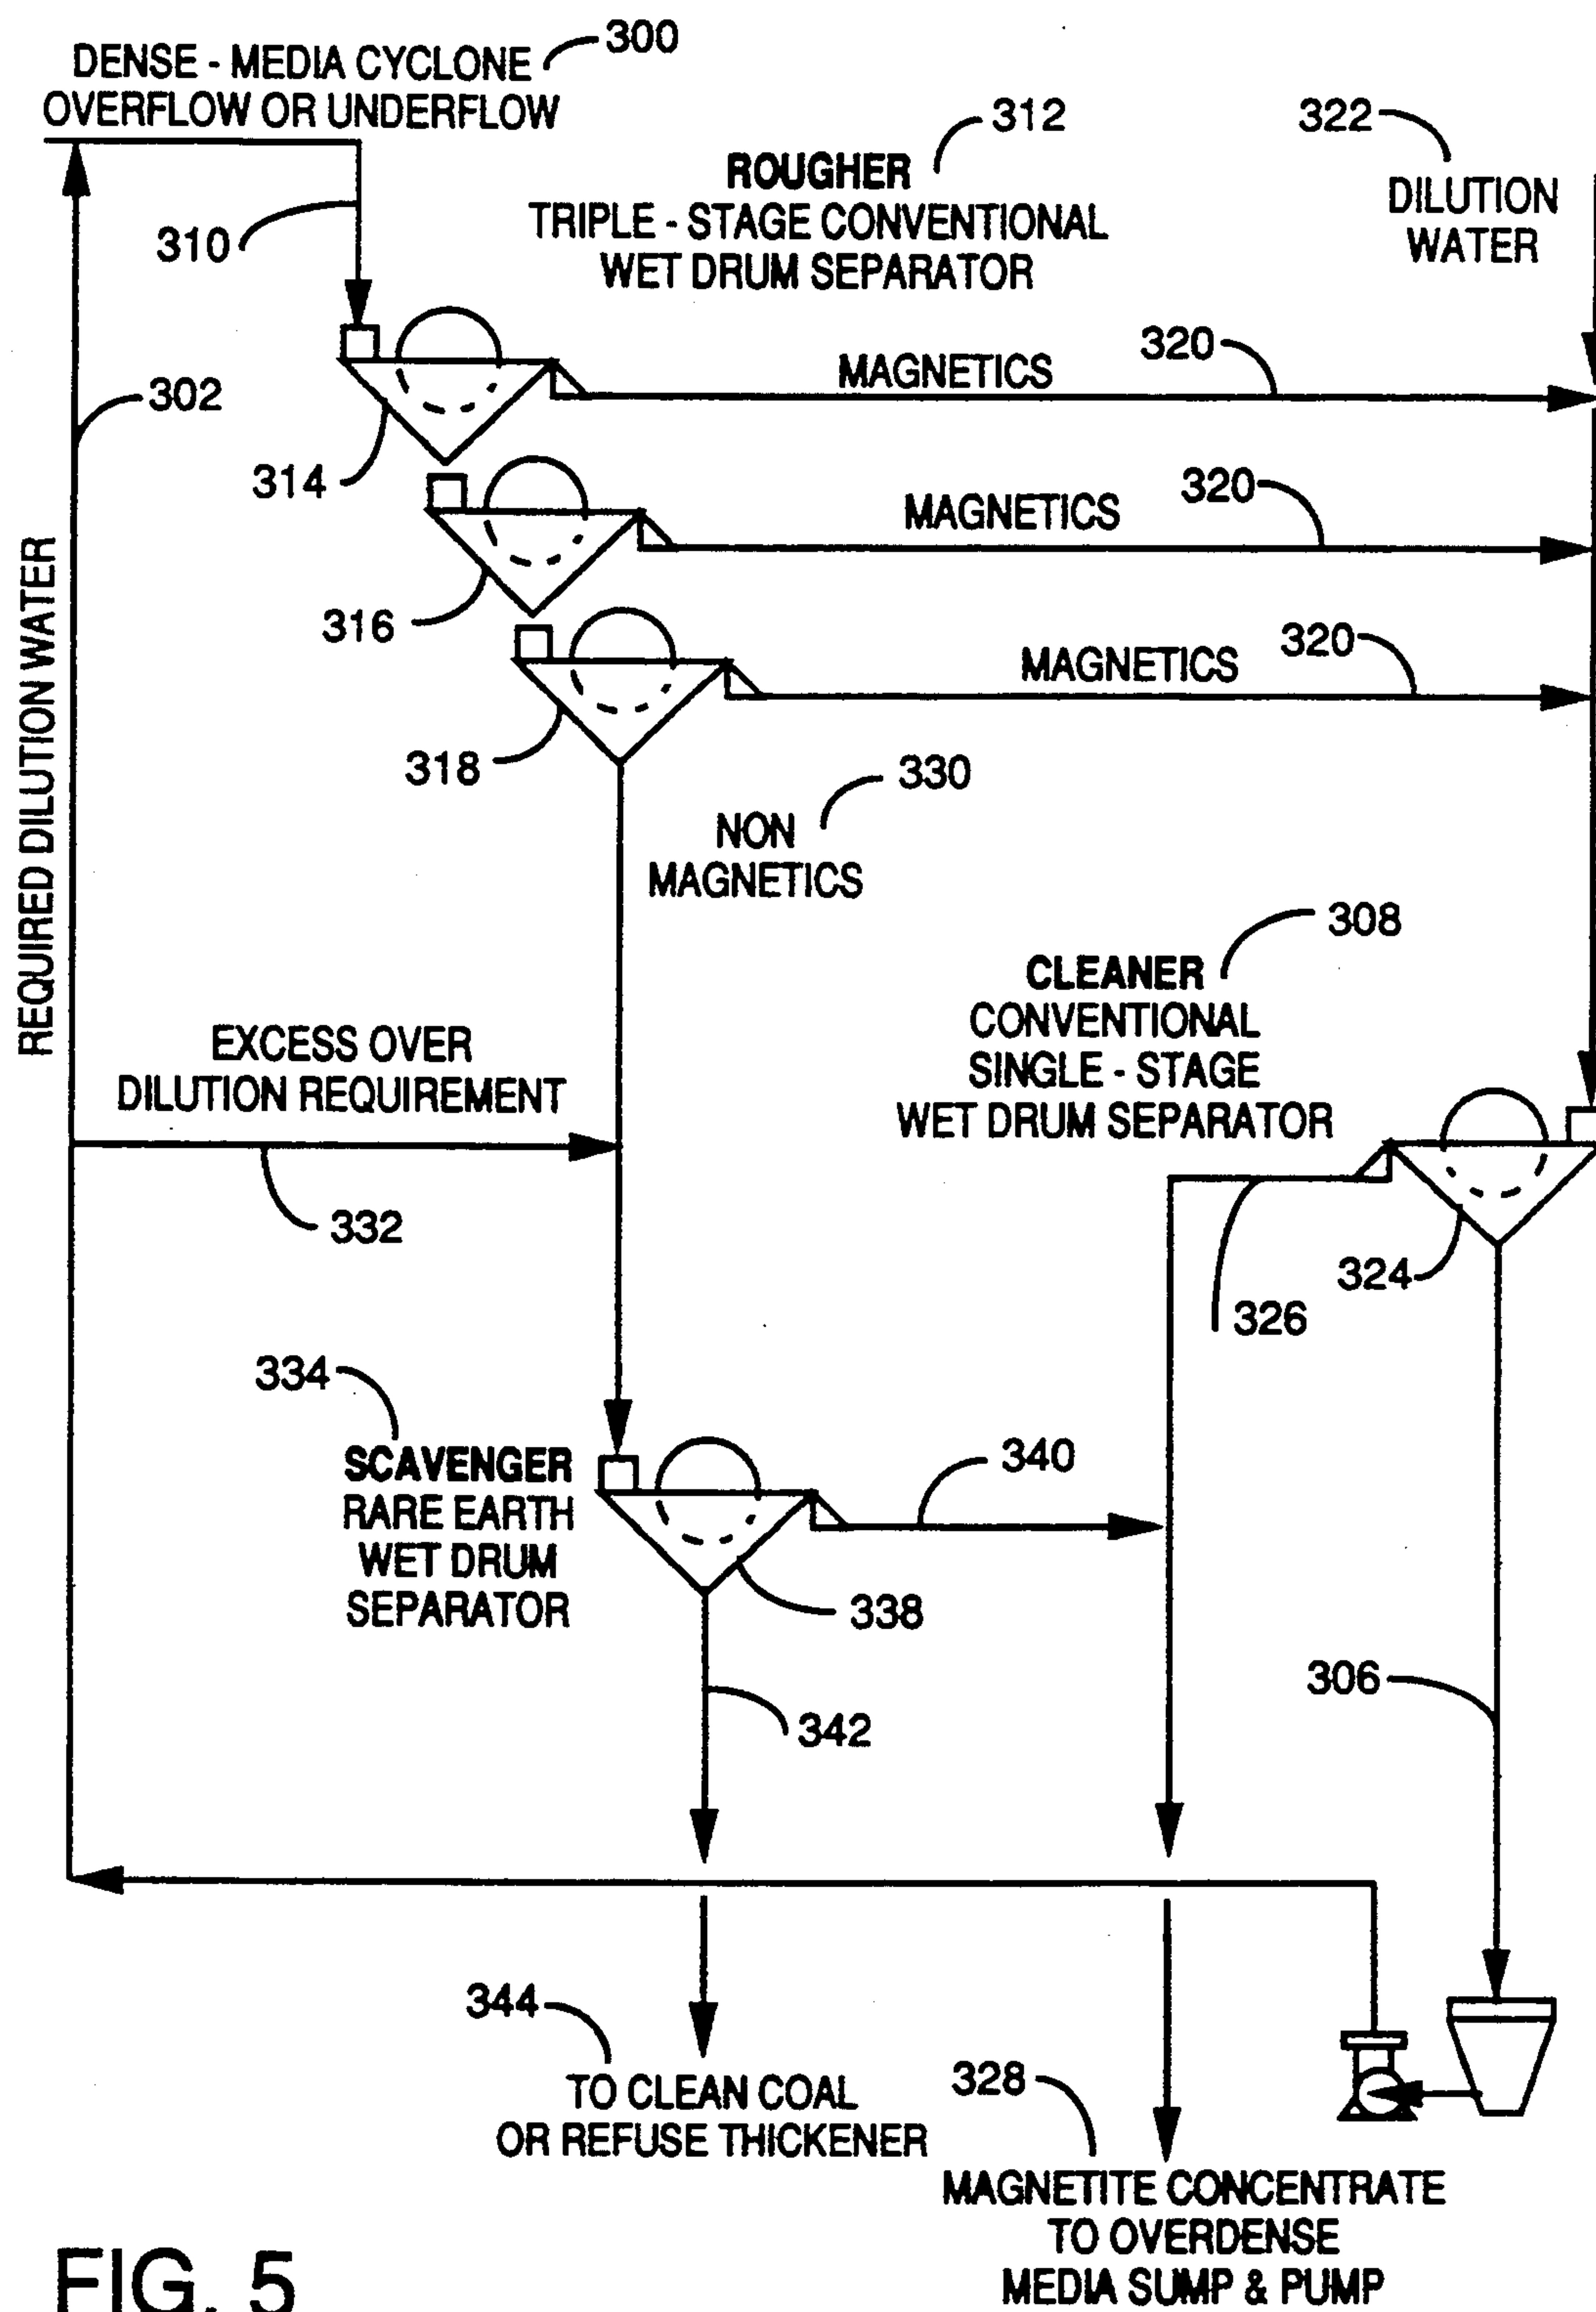 DENSE - MEDIA CYCLONE
OVERFLOW OR UNDERFLOW
300
312
ROUGHER
TRIPLE - STAGE CONVENTIONAL
WET DRUM SEPARATOR
322
DILUTION
WATER
310
302
314
MAGNETICS
320
316
MAGNETICS
320
318
MAGNETICS
320
330
NON
MAGNETICS
REQUIRED DILUTION WATER
308
CLEANER
CONVENTIONAL
SINGLE - STAGE
WET DRUM SEPARATOR
EXCESS OVER
DILUTION REQUIREMENT
332
324
326
334
SCAVENGER
RARE EARTH
WET DRUM
SEPARATOR
340
338
342
306
344
TO CLEAN COAL
OR REFUSE THICKENER
328
MAGNETITE CONCENTRATE
TO OVERDENSE
MEDIA SUMP & PUMP
FIG. 5